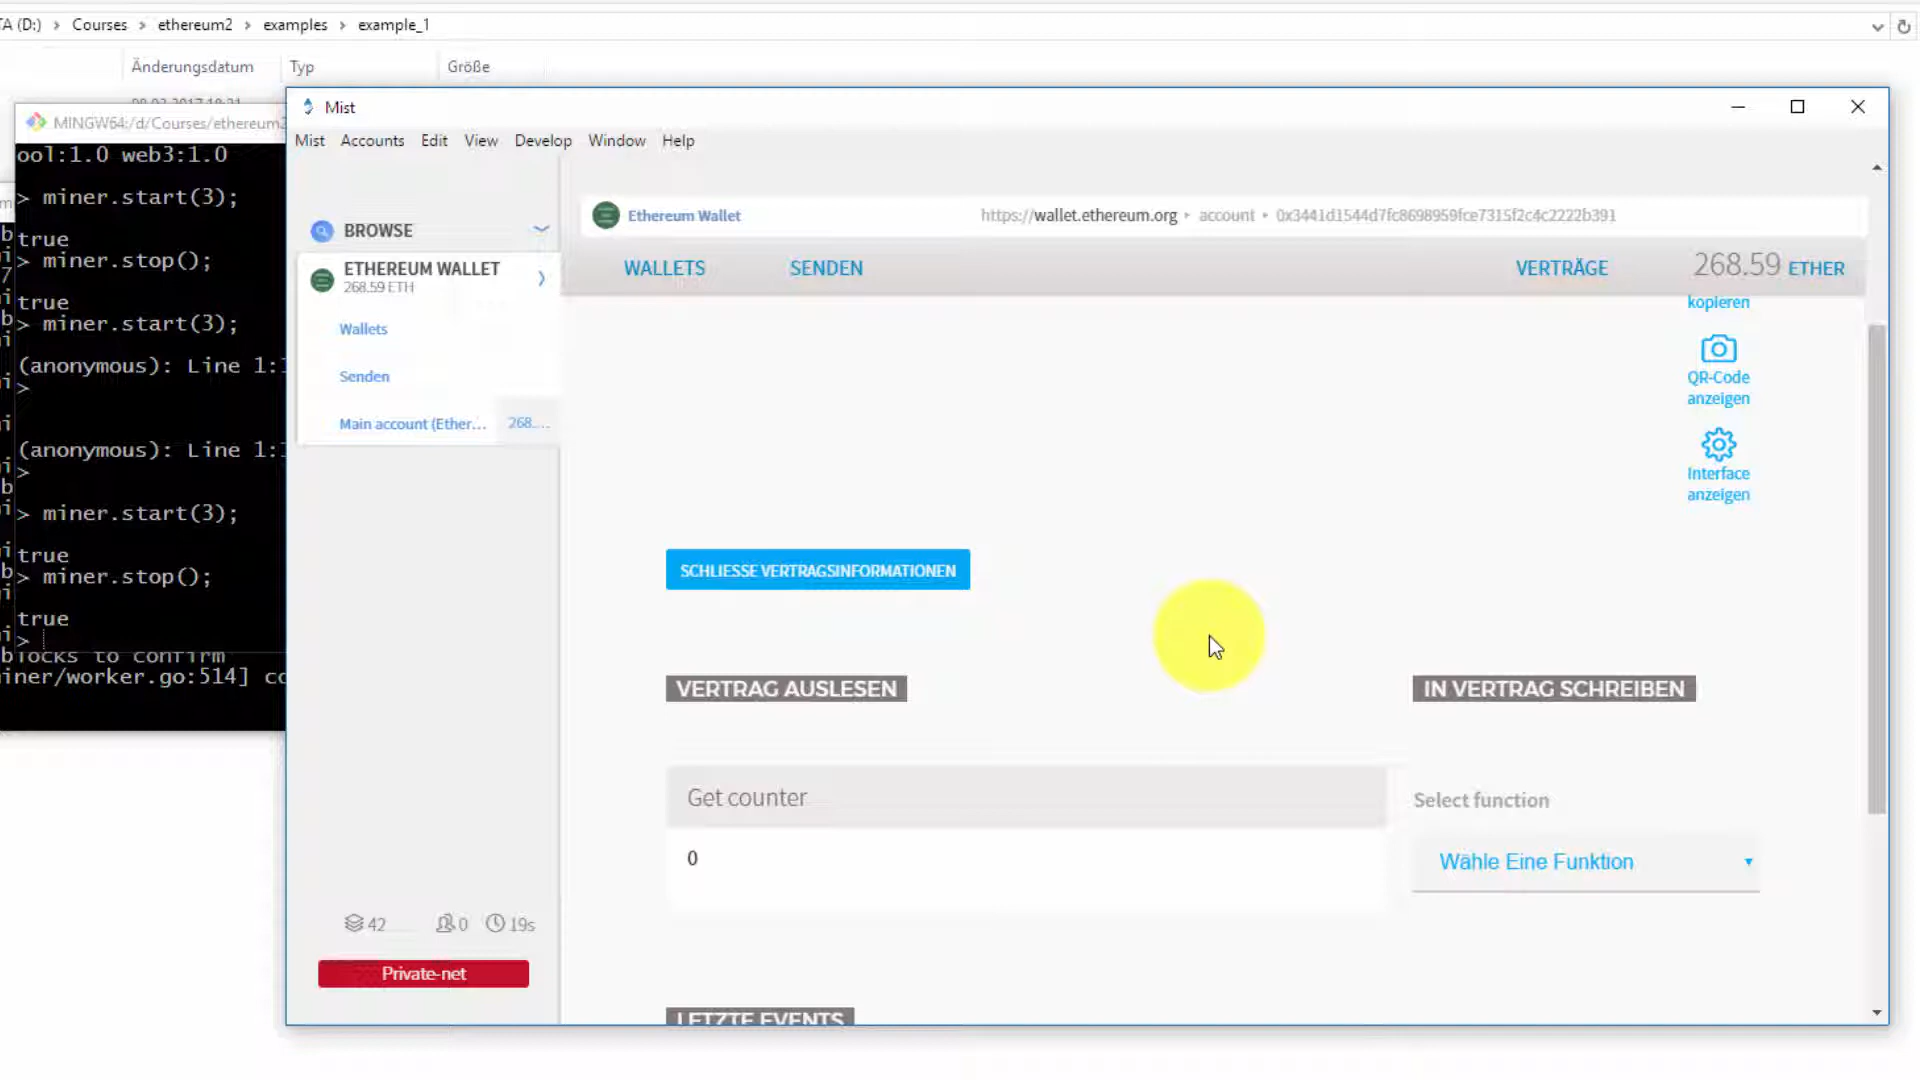 TA (D:) > Courses > ethereum2 > examples > example_1
Änderungsdatum Typ Größe
MINGW64:/d/Courses/ethereum2
ool:1.0 web3:1.0
> miner.start(3);
true
> miner.stop();
true
> miner.start(3);
(anonymous): Line 1:1
>
(anonymous): Line 1:1
>
> miner.start(3);
true
> miner.stop();
true
>
blocks to confirm
iner/worker.go:514] co
Mist
Mist Accounts Edit View Develop Window Help
BROWSE
ETHEREUM WALLET
268.59 ETH
Wallets
Senden
Main account (Ether... 268....
42 0 19s
Private-net
Ethereum Wallet https://wallet.ethereum.org ‣ account ‣ 0x3441d1544d7fc8698959fce7315f2c4c2222b391
WALLETS SENDEN VERTRÄGE 268.59 ETHER
kopieren
QR-Code
anzeigen
Interface
anzeigen
SCHLIESSE VERTRAGSINFORMATIONEN
VERTRAG AUSLESEN
Get counter
0
IN VERTRAG SCHREIBEN
Select function
Wähle Eine Funktion
LETZTE EVENTS